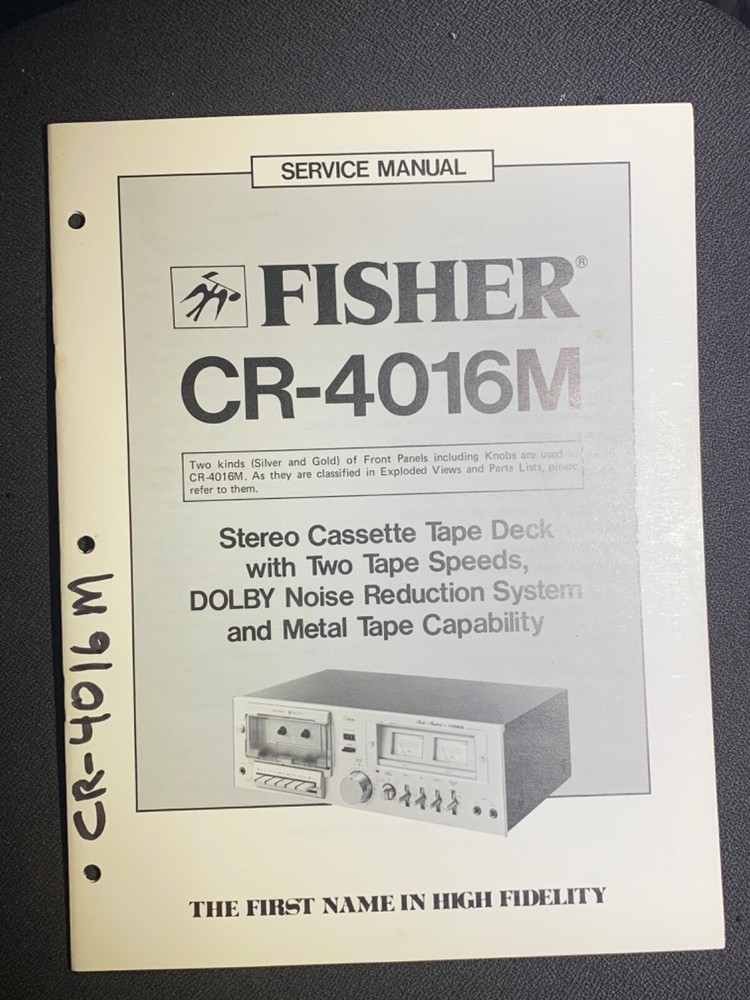 SERVICE MANUAL
FISHER®
CR-4016M
Two kinds (Silver and Gold) of Front Panels including Knobs are used in
CR-4016M. As they are classified in Exploded Views and Parts Lists, please
refer to them.
Stereo Cassette Tape Deck
with Two Tape Speeds,
DOLBY Noise Reduction System
and Metal Tape Capability
FISHER
THE FIRST NAME IN HIGH FIDELITY
CR-4016M